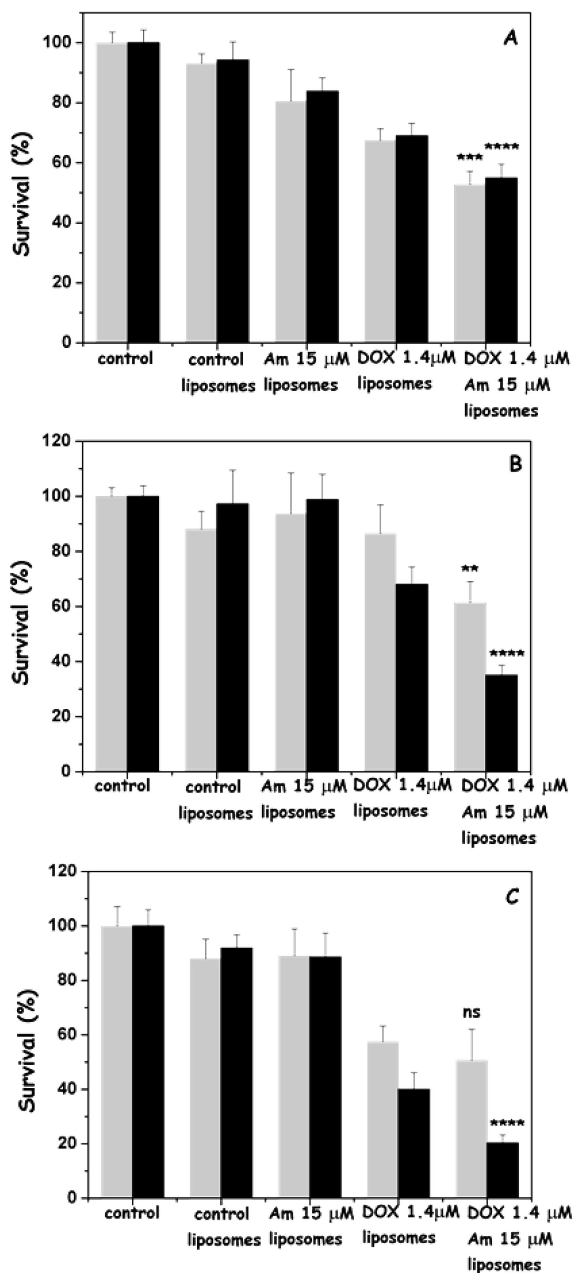 A
Survival (%)
100
80
60
40
20
0
*** ****
control
control
liposomes
Am 15 μM
liposomes
DOX 1.4μM
liposomes
DOX 1.4
Am 15 μM
liposomes
B
Survival (%)
120
100
80
60
40
20
0
**
****
control
control
liposomes
Am 15 μM
liposomes
DOX 1.4μM
liposomes
DOX 1.4 μM
Am 15 μM
liposomes
C
Survival (%)
120
100
80
60
40
20
0
ns
****
control
control
liposomes
Am 15 μM
liposomes
DOX 1.4μM
liposomes
DOX 1.4 μM
Am 15 μM
liposomes